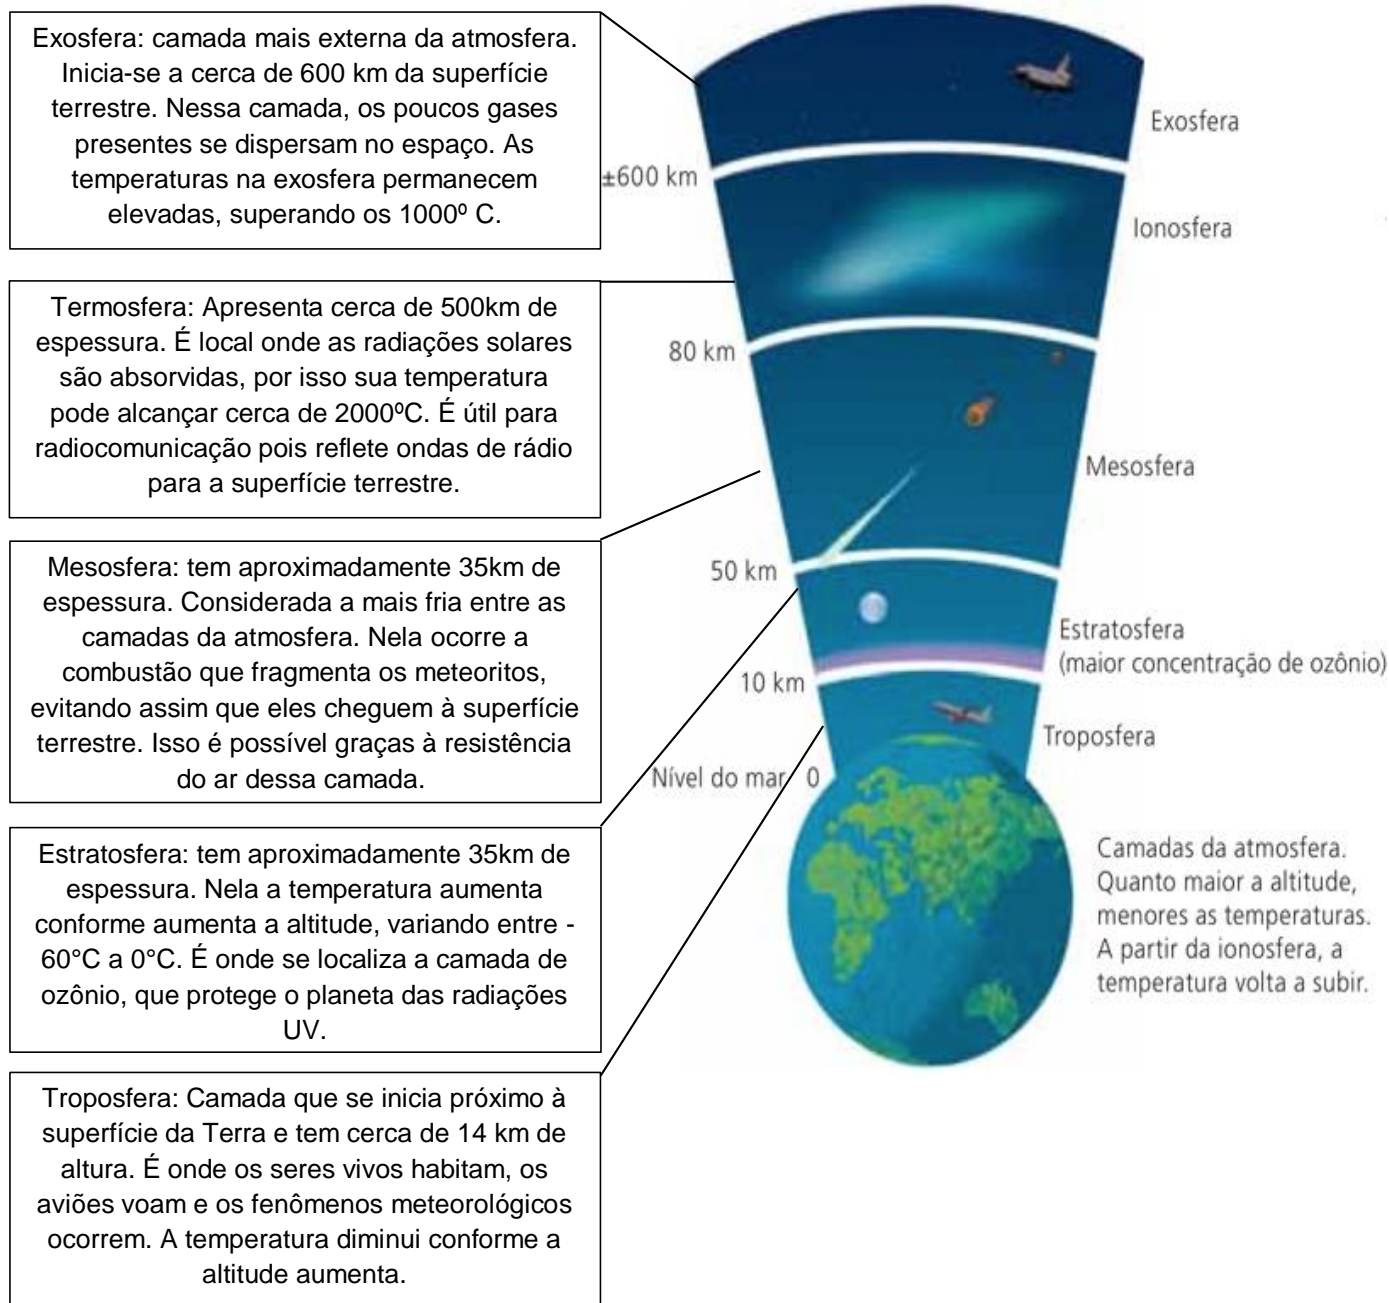 Exosfera: camada mais externa da atmosfera.
Inicia-se a cerca de 600 km da superfície
terrestre. Nessa camada, os poucos gases
presentes se dispersam no espaço. As
temperaturas na exosfera permanecem
elevadas, superando os 1000º C.
Termosfera: Apresenta cerca de 500km de
espessura. É local onde as radiações solares
são absorvidas, por isso sua temperatura
pode alcançar cerca de 2000ºC. É útil para
radiocomunicação pois reflete ondas de rádio
para a superfície terrestre.
Mesosfera: tem aproximadamente 35km de
espessura. Considerada a mais fria entre as
camadas da atmosfera. Nela ocorre a
combustão que fragmenta os meteoritos,
evitando assim que eles cheguem à superfície
terrestre. Isso é possível graças à resistência
do ar dessa camada.
Estratosfera: tem aproximadamente 35km de
espessura. Nela a temperatura aumenta
conforme aumenta a altitude, variando entre -
60°C a 0°C. É onde se localiza a camada de
ozônio, que protege o planeta das radiações
UV.
Troposfera: Camada que se inicia próximo à
superfície da Terra e tem cerca de 14 km de
altura. É onde os seres vivos habitam, os
aviões voam e os fenômenos meteorológicos
ocorrem. A temperatura diminui conforme a
altitude aumenta.
Exosfera
±600 km
Ionosfera
80 km
Mesosfera
50 km
Estratosfera
(maior concentração de ozônio)
10 km
Troposfera
Nível do mar 0
Camadas da atmosfera.
Quanto maior a altitude,
menores as temperaturas.
A partir da ionosfera, a
temperatura volta a subir.